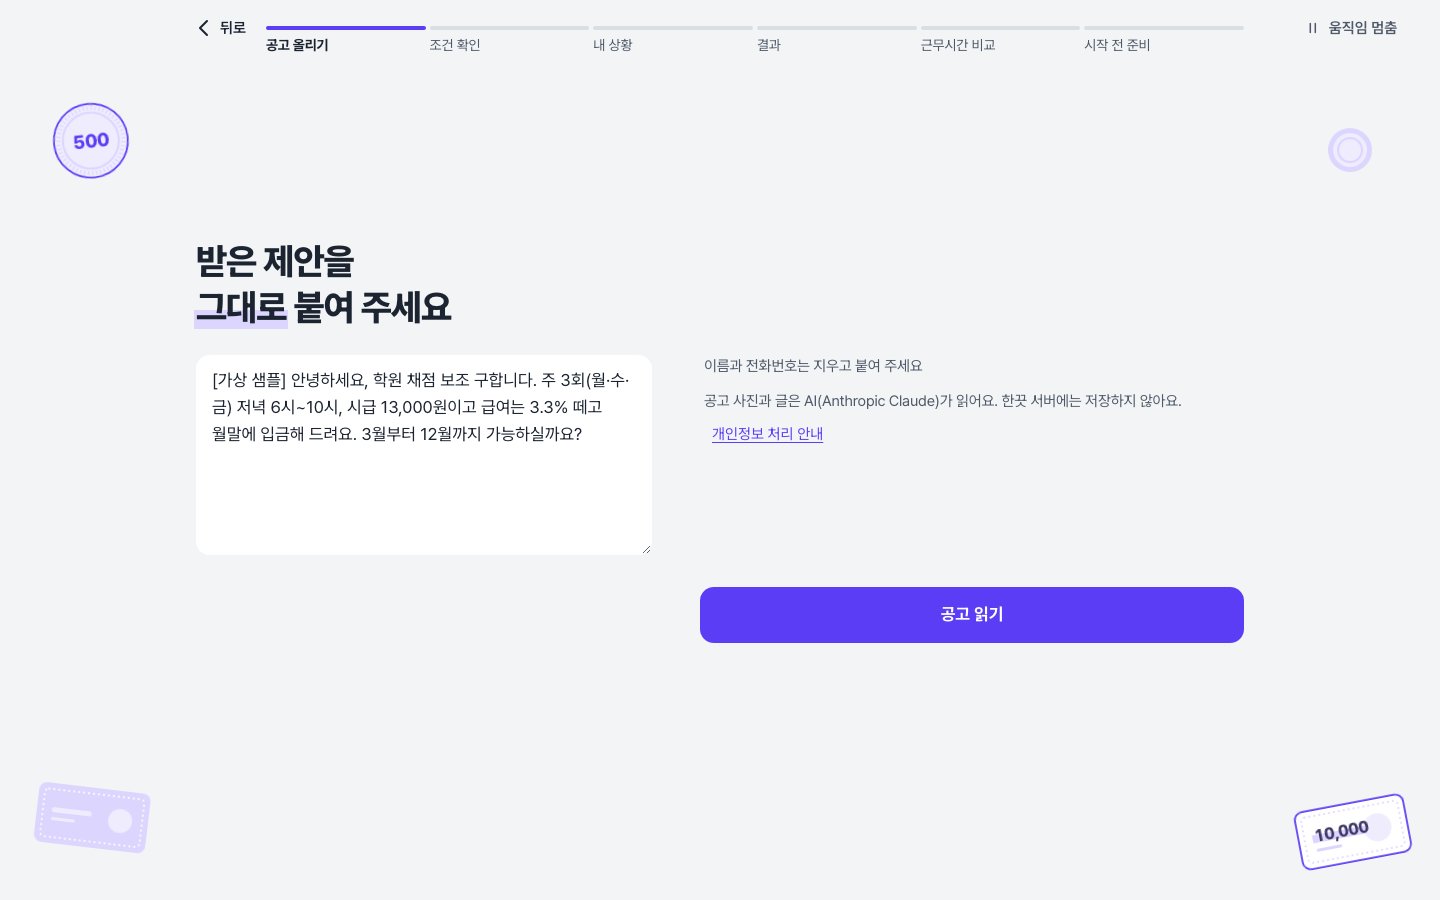 뒤로
공고 올리기
조건 확인
내 상황
결과
근무시간 비교
시작 전 준비
움직임 멈춤
500
받은 제안을
그대로 붙여 주세요
[가상 샘플] 안녕하세요, 학원 채점 보조 구합니다. 주 3회(월·수·
금) 저녁 6시~10시, 시급 13,000원이고 급여는 3.3% 떼고
월말에 입금해 드려요. 3월부터 12월까지 가능하실까요?
이름과 전화번호는 지우고 붙여 주세요
공고 사진과 글은 AI(Anthropic Claude)가 읽어요. 한끗 서버에는 저장하지 않아요.
개인정보 처리 안내
공고 읽기
10,000